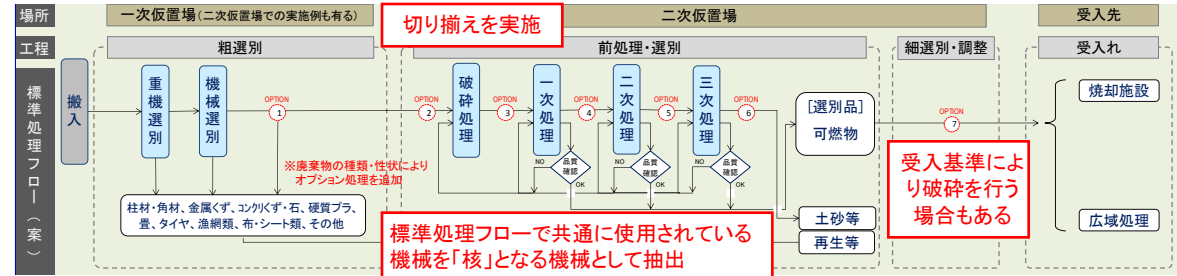 場所
一次仮置場(二次仮置場での実施例も有る)
切り揃えを実施
二次仮置場
受入先
工程
粗選別
前処理・選別
細選別・調整
受入れ
標準処理フロー(案)
搬入
重機選別
機械選別
OPTION
1
※廃棄物の種類・性状により
オプション処理を追加
柱材・角材、金属くず、コンクリくず・石、硬質プラ、
畳、タイヤ、漁網類、布・シート類、その他
OPTION
2
破砕処理
OPTION
3
一次処理
OPTION
4
二次処理
OPTION
5
三次処理
OPTION
6
NO
品質
確認
OK
NO
品質
確認
OK
NO
品質
確認
OK
[選別品]
可燃物
土砂等
再生等
標準処理フローで共通に使用されている
機械を「核」となる機械として抽出
OPTION
7
受入基準によ
り破砕を行う
場合もある
焼却施設
広域処理